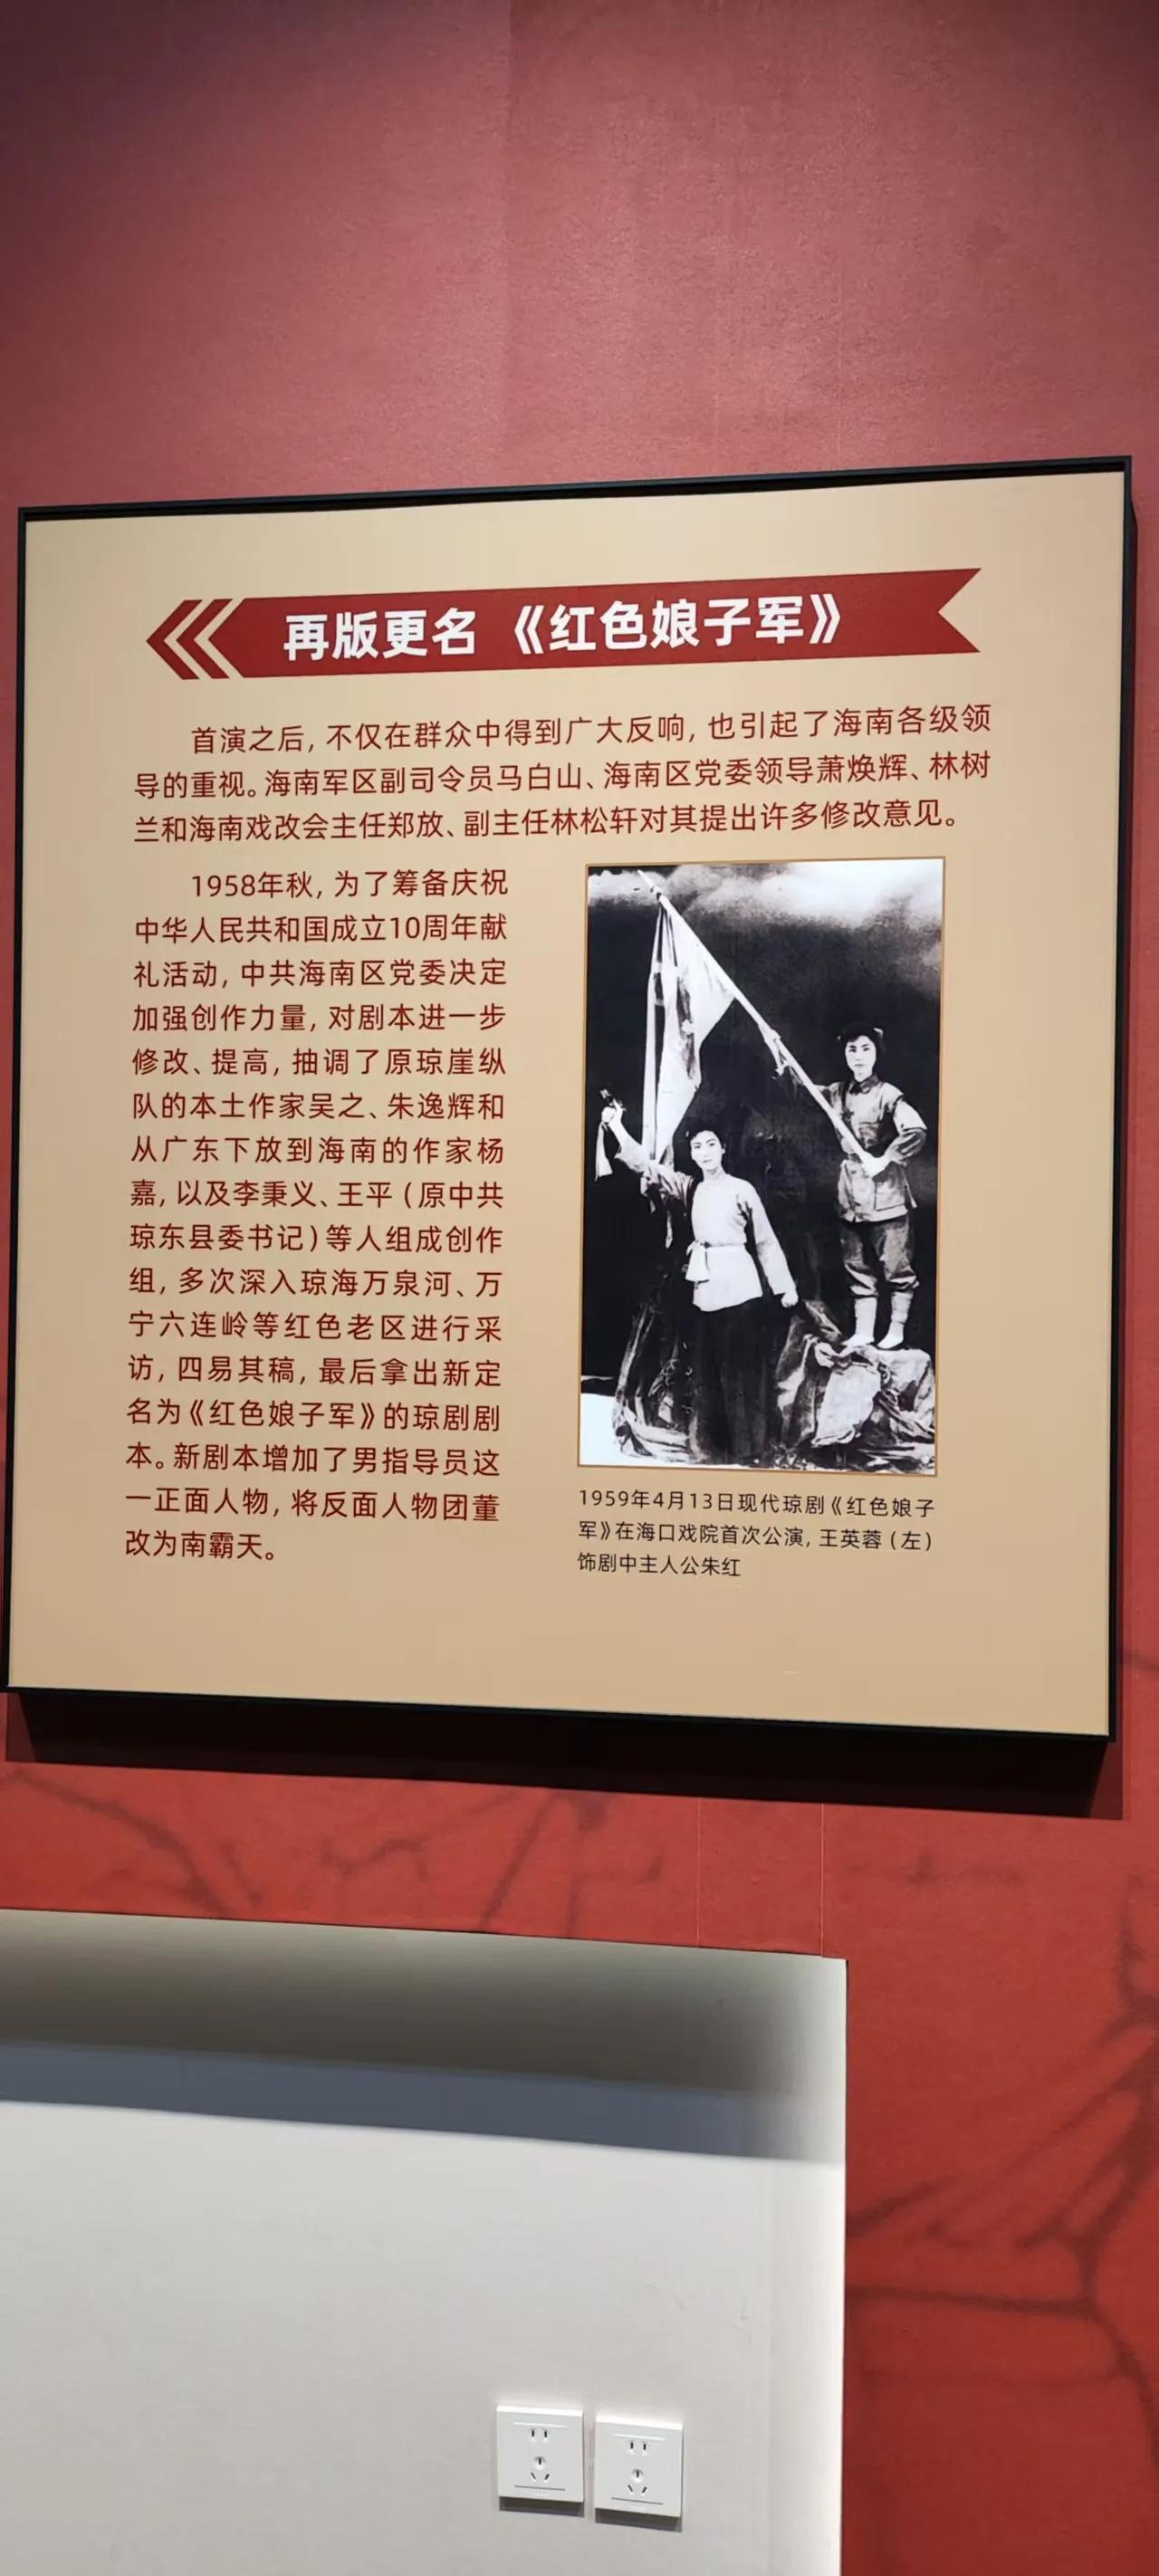 再版更名 《红色娘子军》
首演之后, 不仅在群众中得到广大反响, 也引起了海南各级领
导的重视。海南军区副司令员马白山、海南区党委领导萧焕辉、林树
兰和海南戏改会主任郑放、副主任林松轩对其提出许多修改意见。
1958年秋, 为了筹备庆祝
中华人民共和国成立10周年献
礼活动, 中共海南区党委决定
加强创作力量, 对剧本进一步
修改、提高, 抽调了原琼崖纵
队的本土作家吴之、朱逸辉和
从广东下放到海南的作家杨
嘉, 以及李秉义、王平 (原中共
琼东县委书记) 等人组成创作
组, 多次深入琼海万泉河、万
宁六连岭等红色老区进行采
访, 四易其稿, 最后拿出新定
名为《红色娘子军》的琼剧剧
本。新剧本增加了男指导员这
一正面人物, 将反面人物团董
改为南霸天。
1959年4月13日现代琼剧《红色娘子
军》在海口戏院首次公演, 王英蓉 (左)
饰剧中主人公朱红